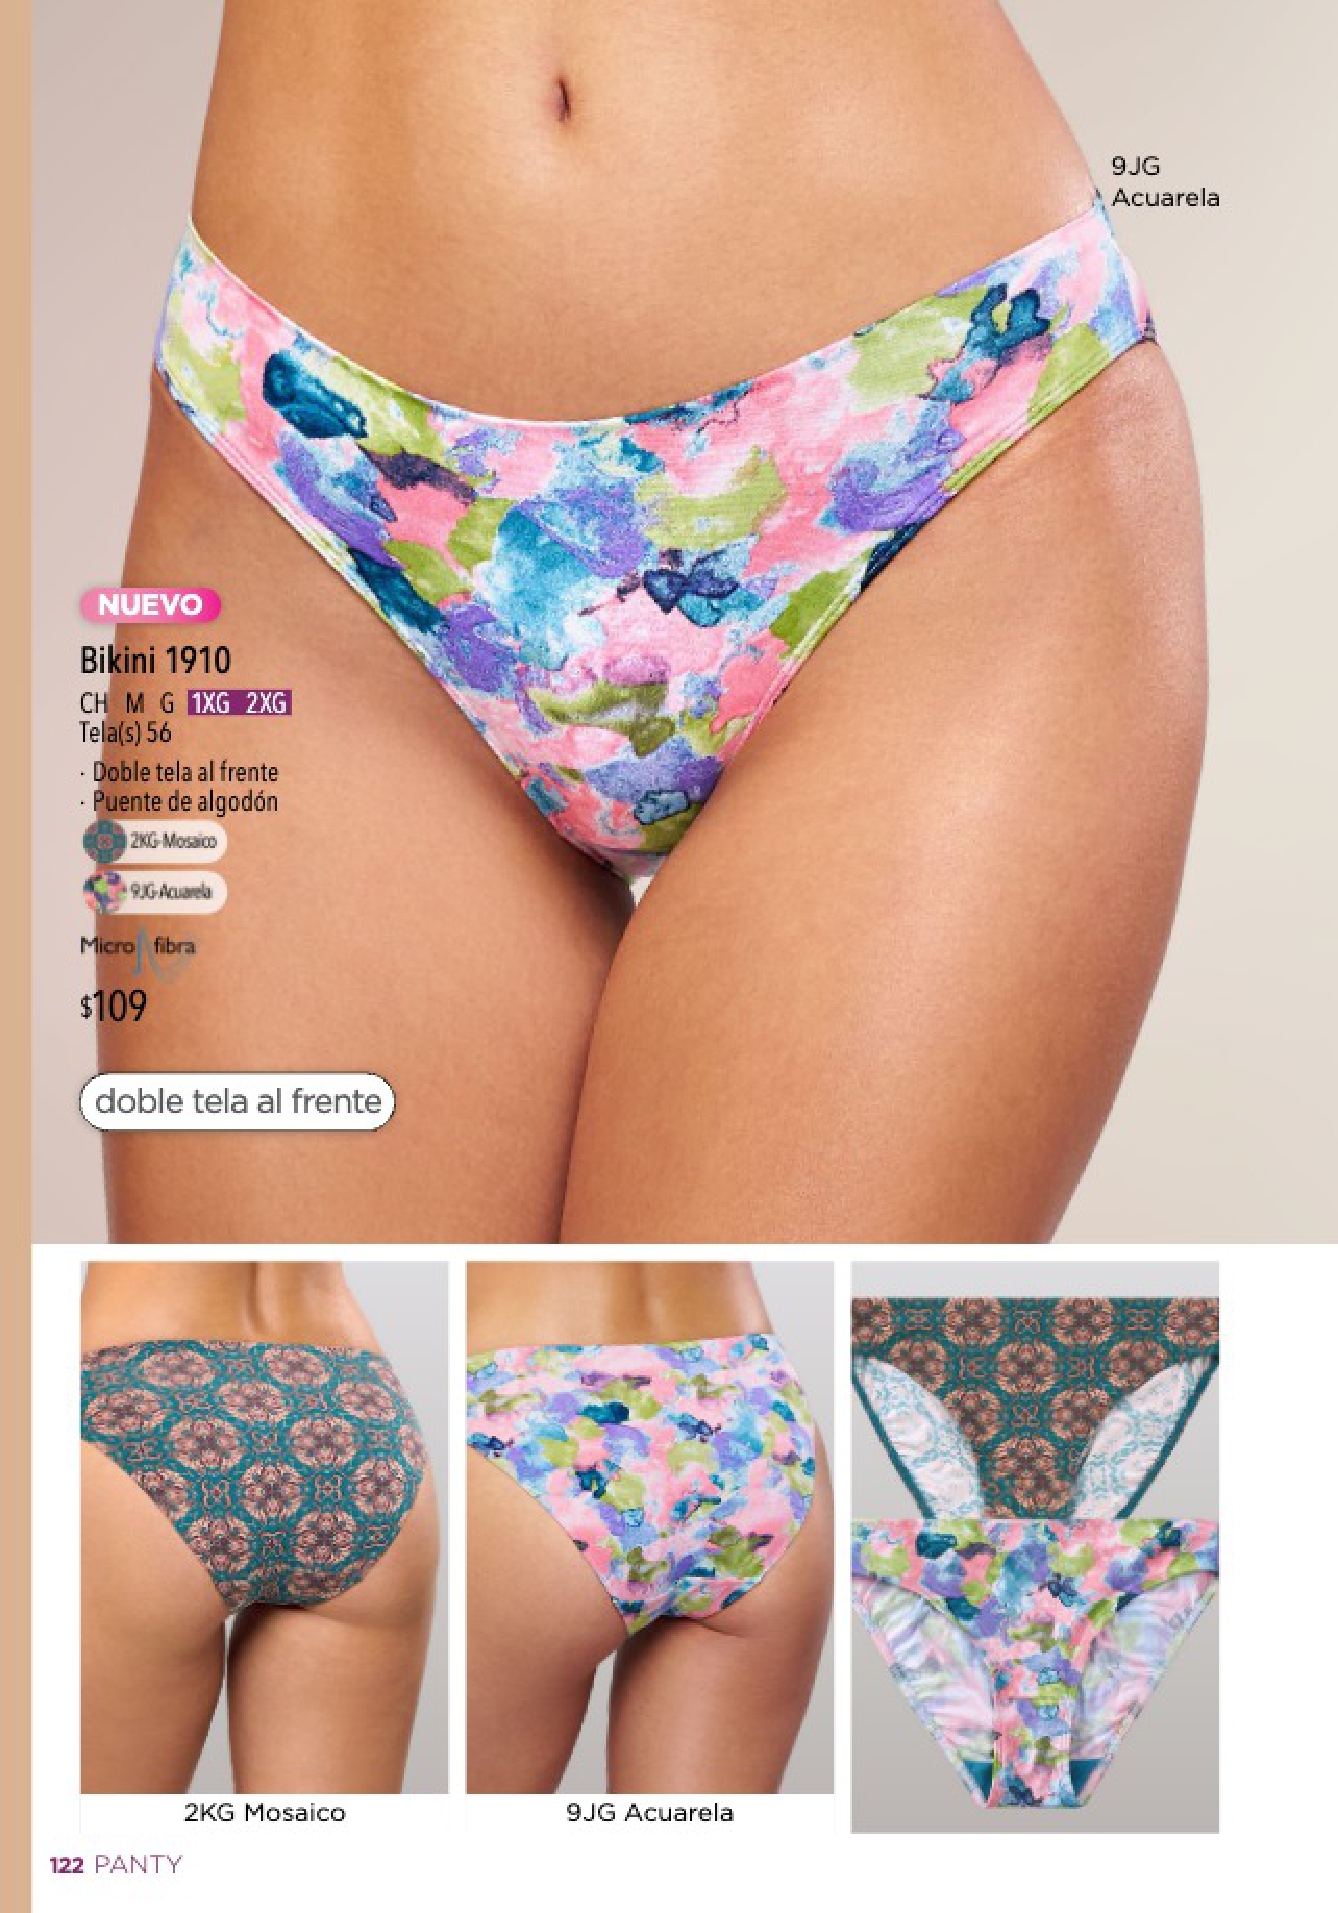 9JG
Acuarela
NUEVO
Bikini 1910
CH M G 1XG 2XG
Tela(s) 56
· Doble tela al frente
· Puente de algodón
2KG-Mosaico
9JG-Acuarela
Micro fibra
$109
doble tela al frente
2KG Mosaico
9JG Acuarela
122 PANTY